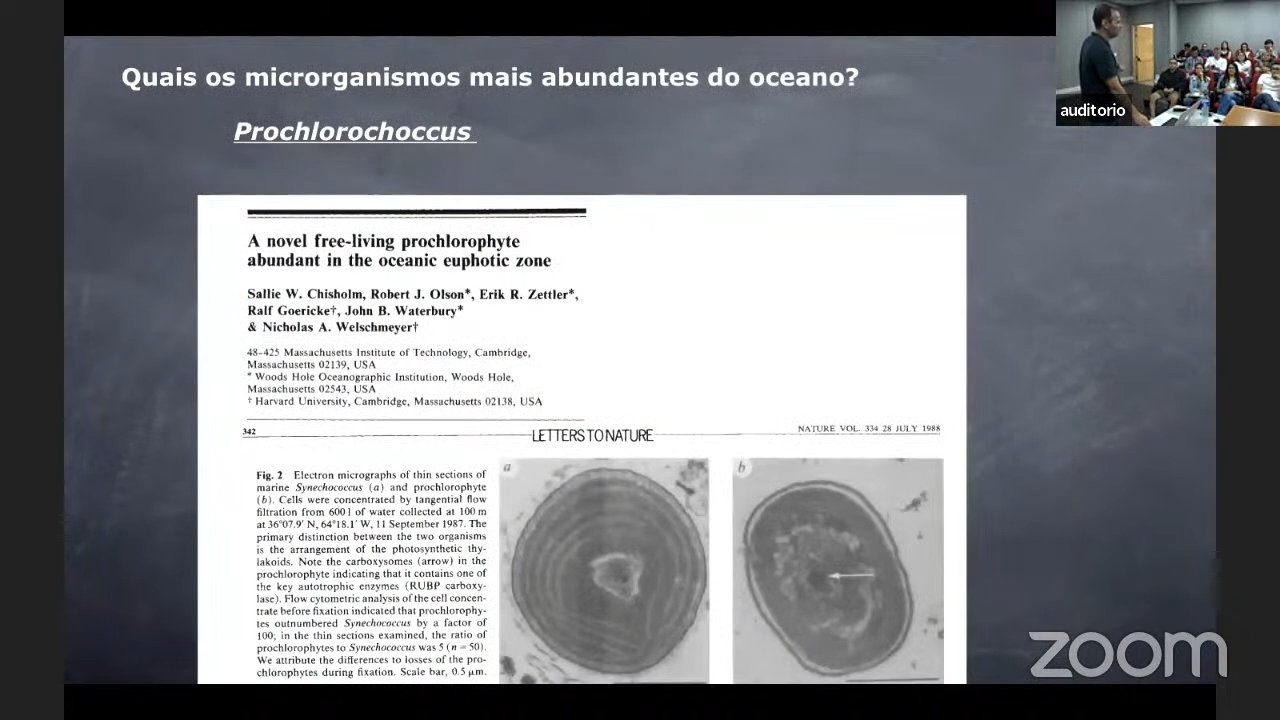 Quais os microrganismos mais abundantes do oceano?
Prochlorochoccus
auditorio
A novel free-living prochlorophyte
abundant in the oceanic euphotic zone
Sallie W. Chisholm, Robert J. Olson*, Erik R. Zettler*,
Ralf Goericke†, John B. Waterbury*
& Nicholas A. Welschmeyer†
48-425 Massachusetts Institute of Technology, Cambridge,
Massachusetts 02139, USA
* Woods Hole Oceanographic Institution, Woods Hole,
Massachusetts 02543, USA
† Harvard University, Cambridge, Massachusetts 02138, USA
342
LETTERS TO NATURE
NATURE VOL. 334 28 JULY 1988
Fig. 2 Electron micrographs of thin sections of
marine Synechococcus (a) and prochlorophyte
(b). Cells were concentrated by tangential flow
filtration from 600 l of water collected at 100 m
at 36°07.9' N, 64°18.1' W, 11 September 1987. The
primary distinction between the two organisms
is the arrangement of the photosynthetic thy-
lakoids. Note the carboxysomes (arrow) in the
prochlorophyte indicating that it contains one of
the key autotrophic enzymes (RUBP carboxy-
lase). Flow cytometric analysis of the cell concen-
trate before fixation indicated that prochlorophy-
tes outnumbered Synechococcus by a factor of
100; in the thin sections examined, the ratio of
prochlorophytes to Synechococcus was 5 (n = 50).
We attribute the differences to losses of the pro-
chlorophytes during fixation. Scale bar, 0.5 μm.
a
b
zoom